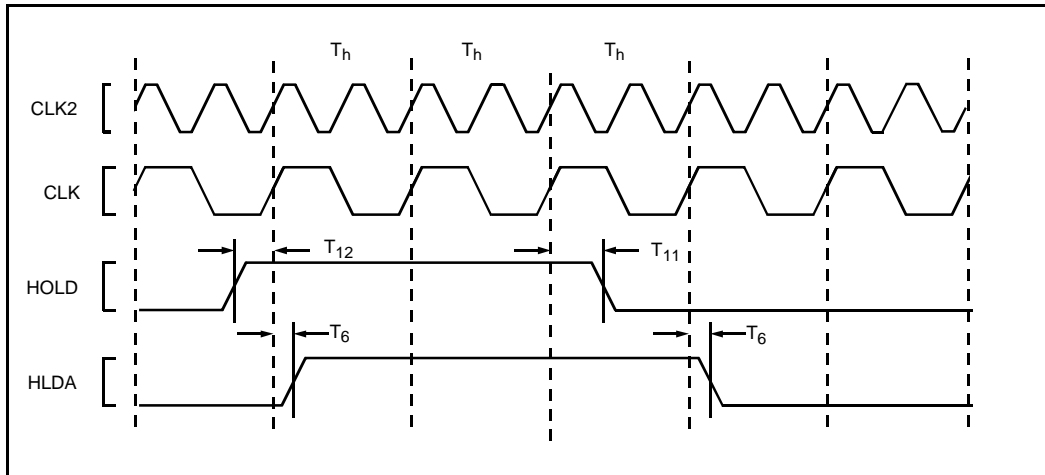 Th Th Th
CLK2
CLK
T12 T11
HOLD
T6 T6
HLDA